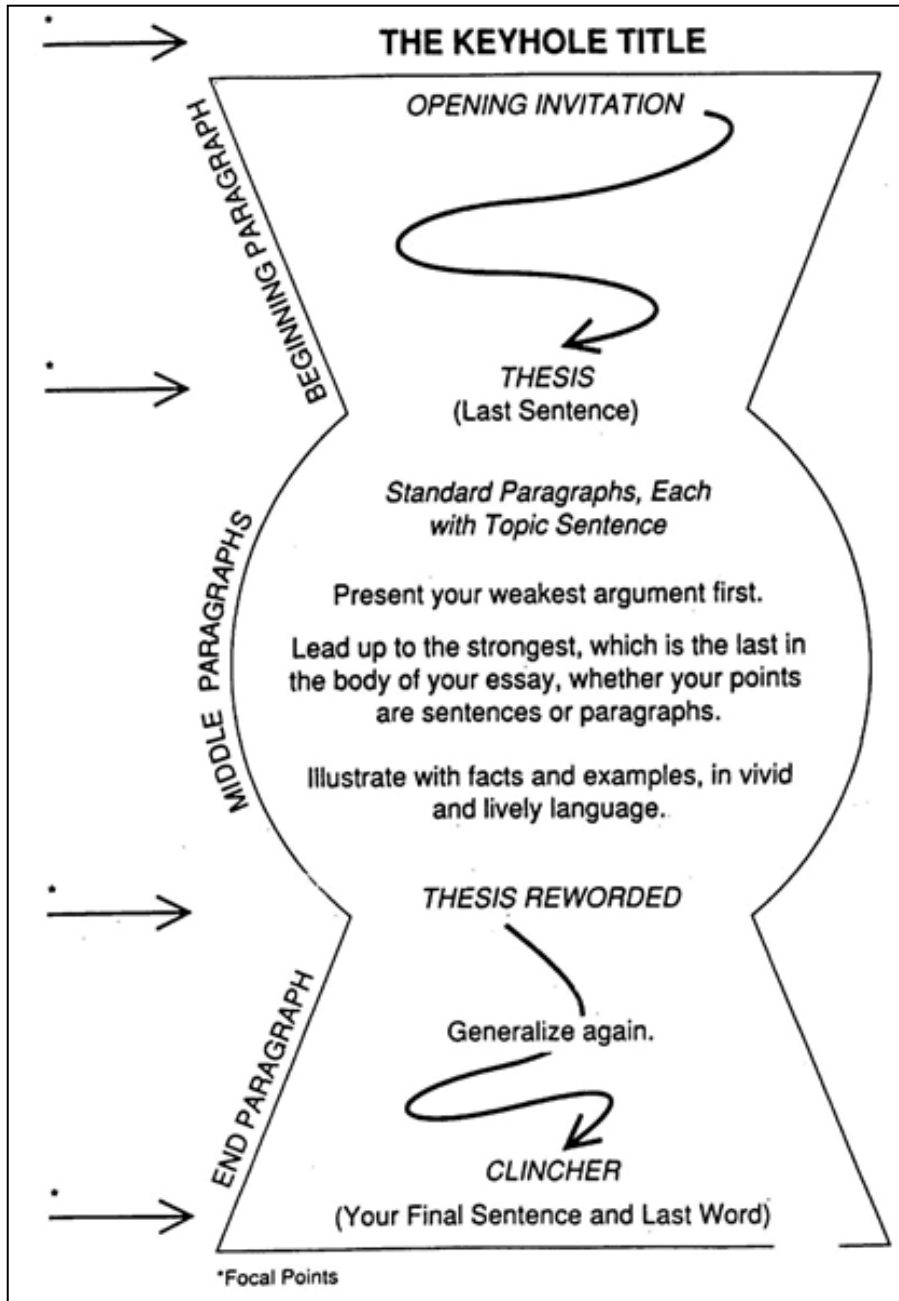 *
THE KEYHOLE TITLE
OPENING INVITATION
BEGINNING PARAGRAPH
*
THESIS
(Last Sentence)
Standard Paragraphs, Each
with Topic Sentence
MIDDLE PARAGRAPHS
Present your weakest argument first.
Lead up to the strongest, which is the last in
the body of your essay, whether your points
are sentences or paragraphs.
Illustrate with facts and examples, in vivid
and lively language.
*
THESIS REWORDED
END PARAGRAPH
Generalize again.
CLINCHER
*
(Your Final Sentence and Last Word)
*Focal Points